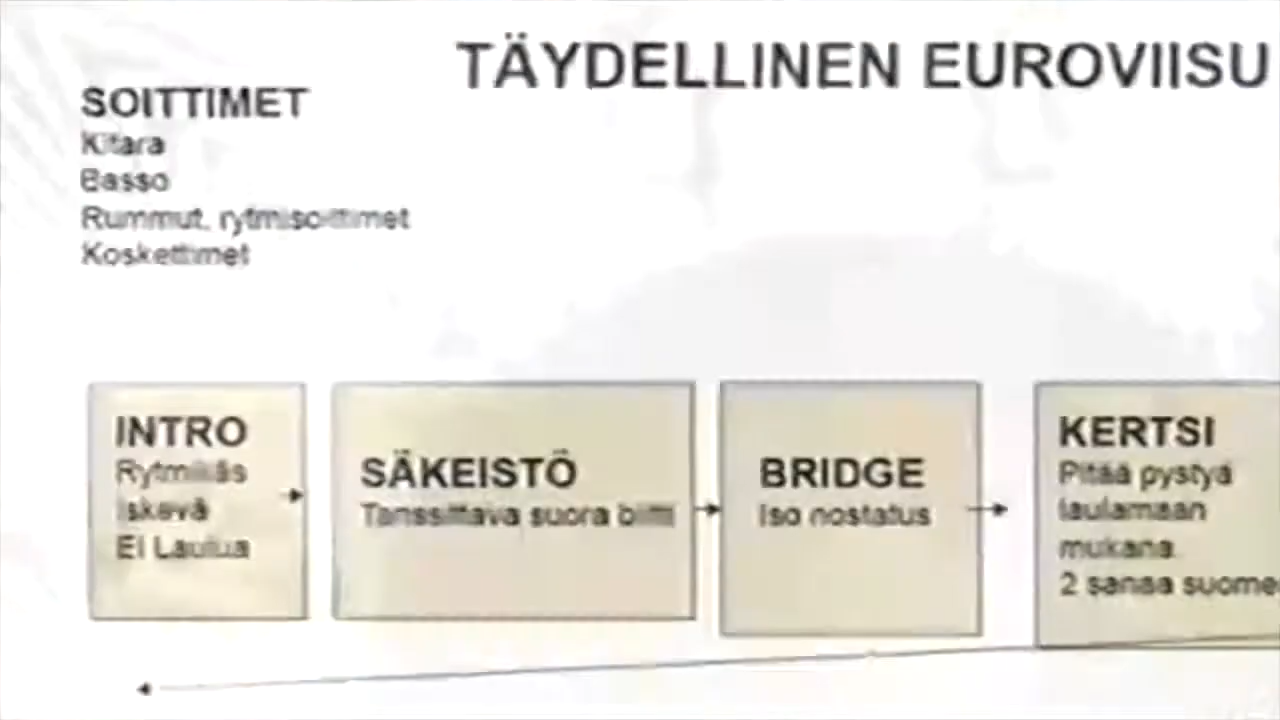 TÄYDELLINEN EUROVIISU
SOITTIMET
Kitara
Basso
Rummut, rytmisoittimet
Koskettimet
INTRO
Rytmikäs
Iskevä
Ei Laulua
SÄKEISTÖ
Tanssittava suora biitti
BRIDGE
Iso nostatus
KERTSI
Pitää pystyä
laulamaan
mukana.
2 sanaa